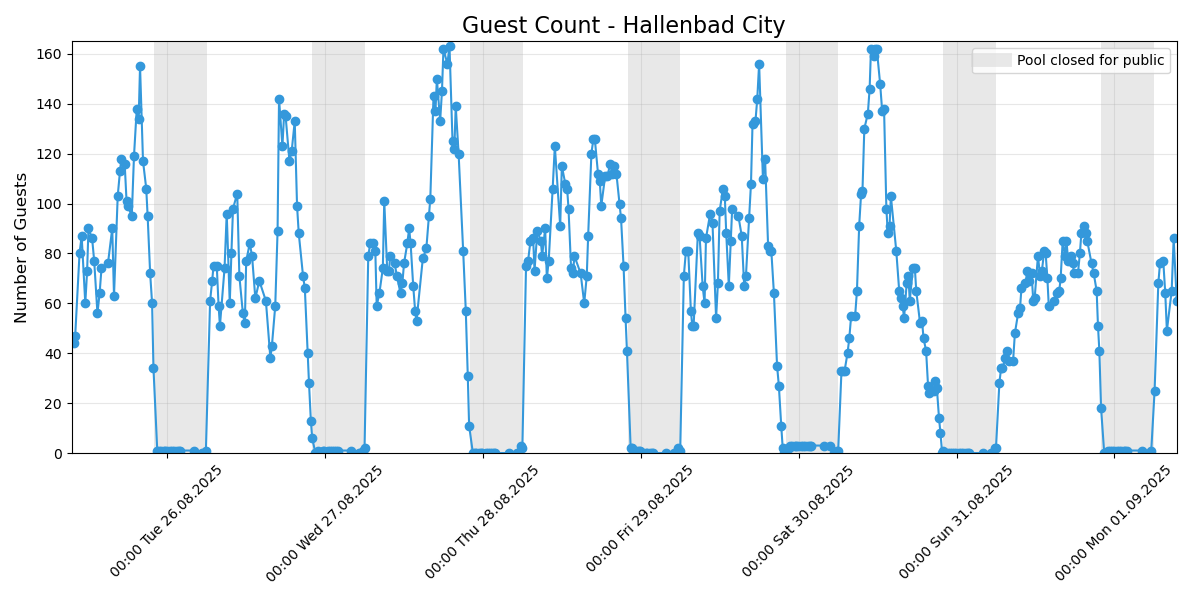 Guest Count - Hallenbad City
Pool closed for public
Number of Guests
160
140
120
100
80
60
40
20
0
00:00 Tue 26.08.2025
00:00 Wed 27.08.2025
00:00 Thu 28.08.2025
00:00 Fri 29.08.2025
00:00 Sat 30.08.2025
00:00 Sun 31.08.2025
00:00 Mon 01.09.2025